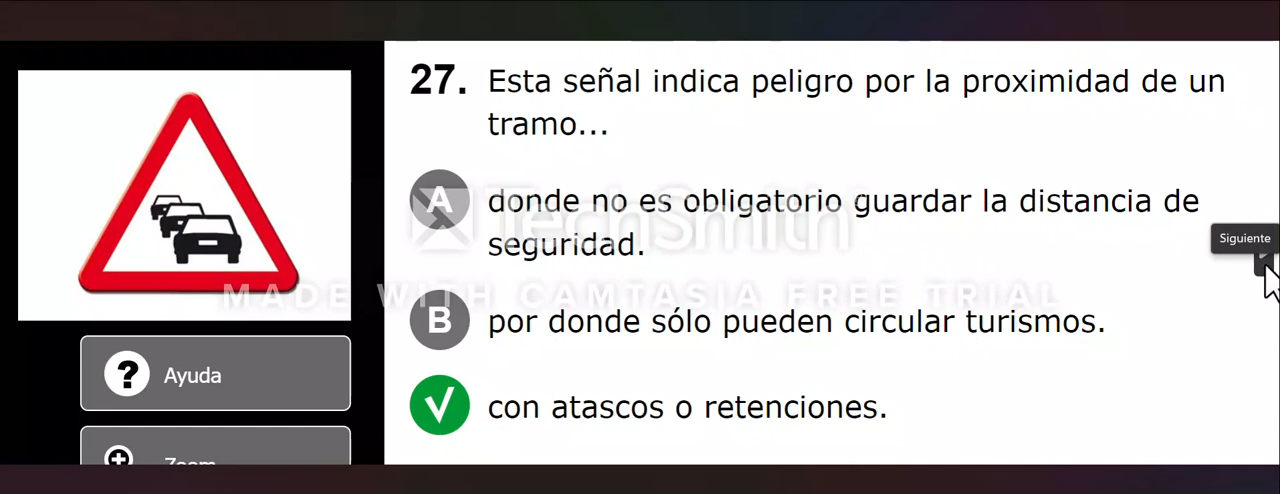 27. Esta señal indica peligro por la proximidad de un
tramo...
A donde no es obligatorio guardar la distancia de
seguridad.
TechSmith
Siguiente
MADE WITH CAMTASIA FREE TRIAL
B por donde sólo pueden circular turismos.
? Ayuda
con atascos o retenciones.
Zoom